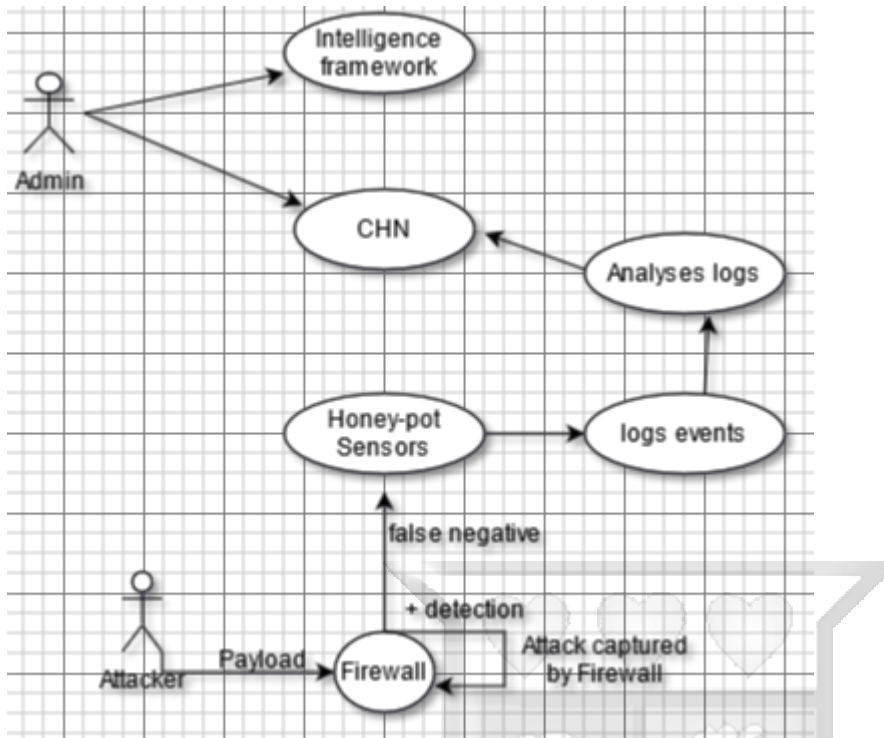 Intelligence
framework
Admin
CHN
Analyses logs
Honey-pot
Sensors
logs events
false negative
+ detection
Attack captured
by Firewall
Payload
Firewall
Attacker